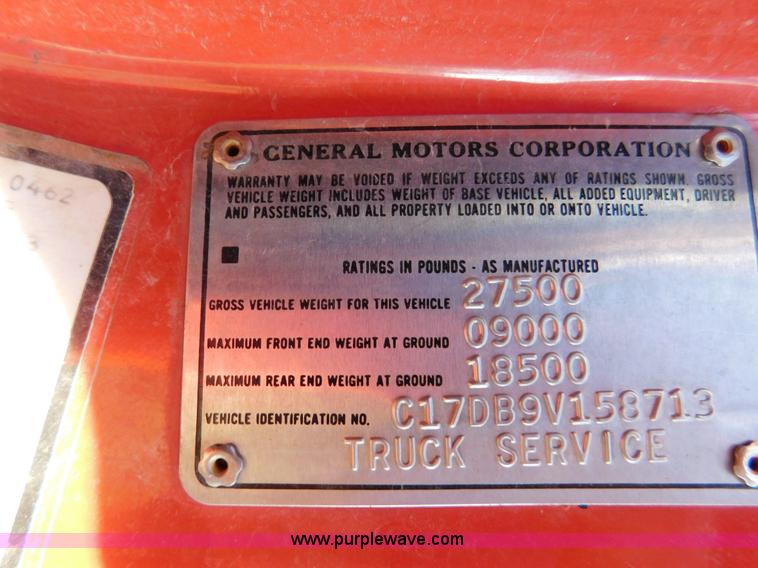 GENERAL MOTORS CORPORATION
WARRANTY MAY BE VOIDED IF WEIGHT EXCEEDS ANY OF RATINGS SHOWN. GROSS
VEHICLE WEIGHT INCLUDES WEIGHT OF BASE VEHICLE, ALL ADDED EQUIPMENT, DRIVER
AND PASSENGERS, AND ALL PROPERTY LOADED INTO OR ONTO VEHICLE.
0462
3
RATINGS IN POUNDS - AS MANUFACTURED
GROSS VEHICLE WEIGHT FOR THIS VEHICLE 27500
MAXIMUM FRONT END WEIGHT AT GROUND 09000
MAXIMUM REAR END WEIGHT AT GROUND 18500
VEHICLE IDENTIFICATION NO. C17DB9V158713
TRUCK SERVICE
www.purplewave.com